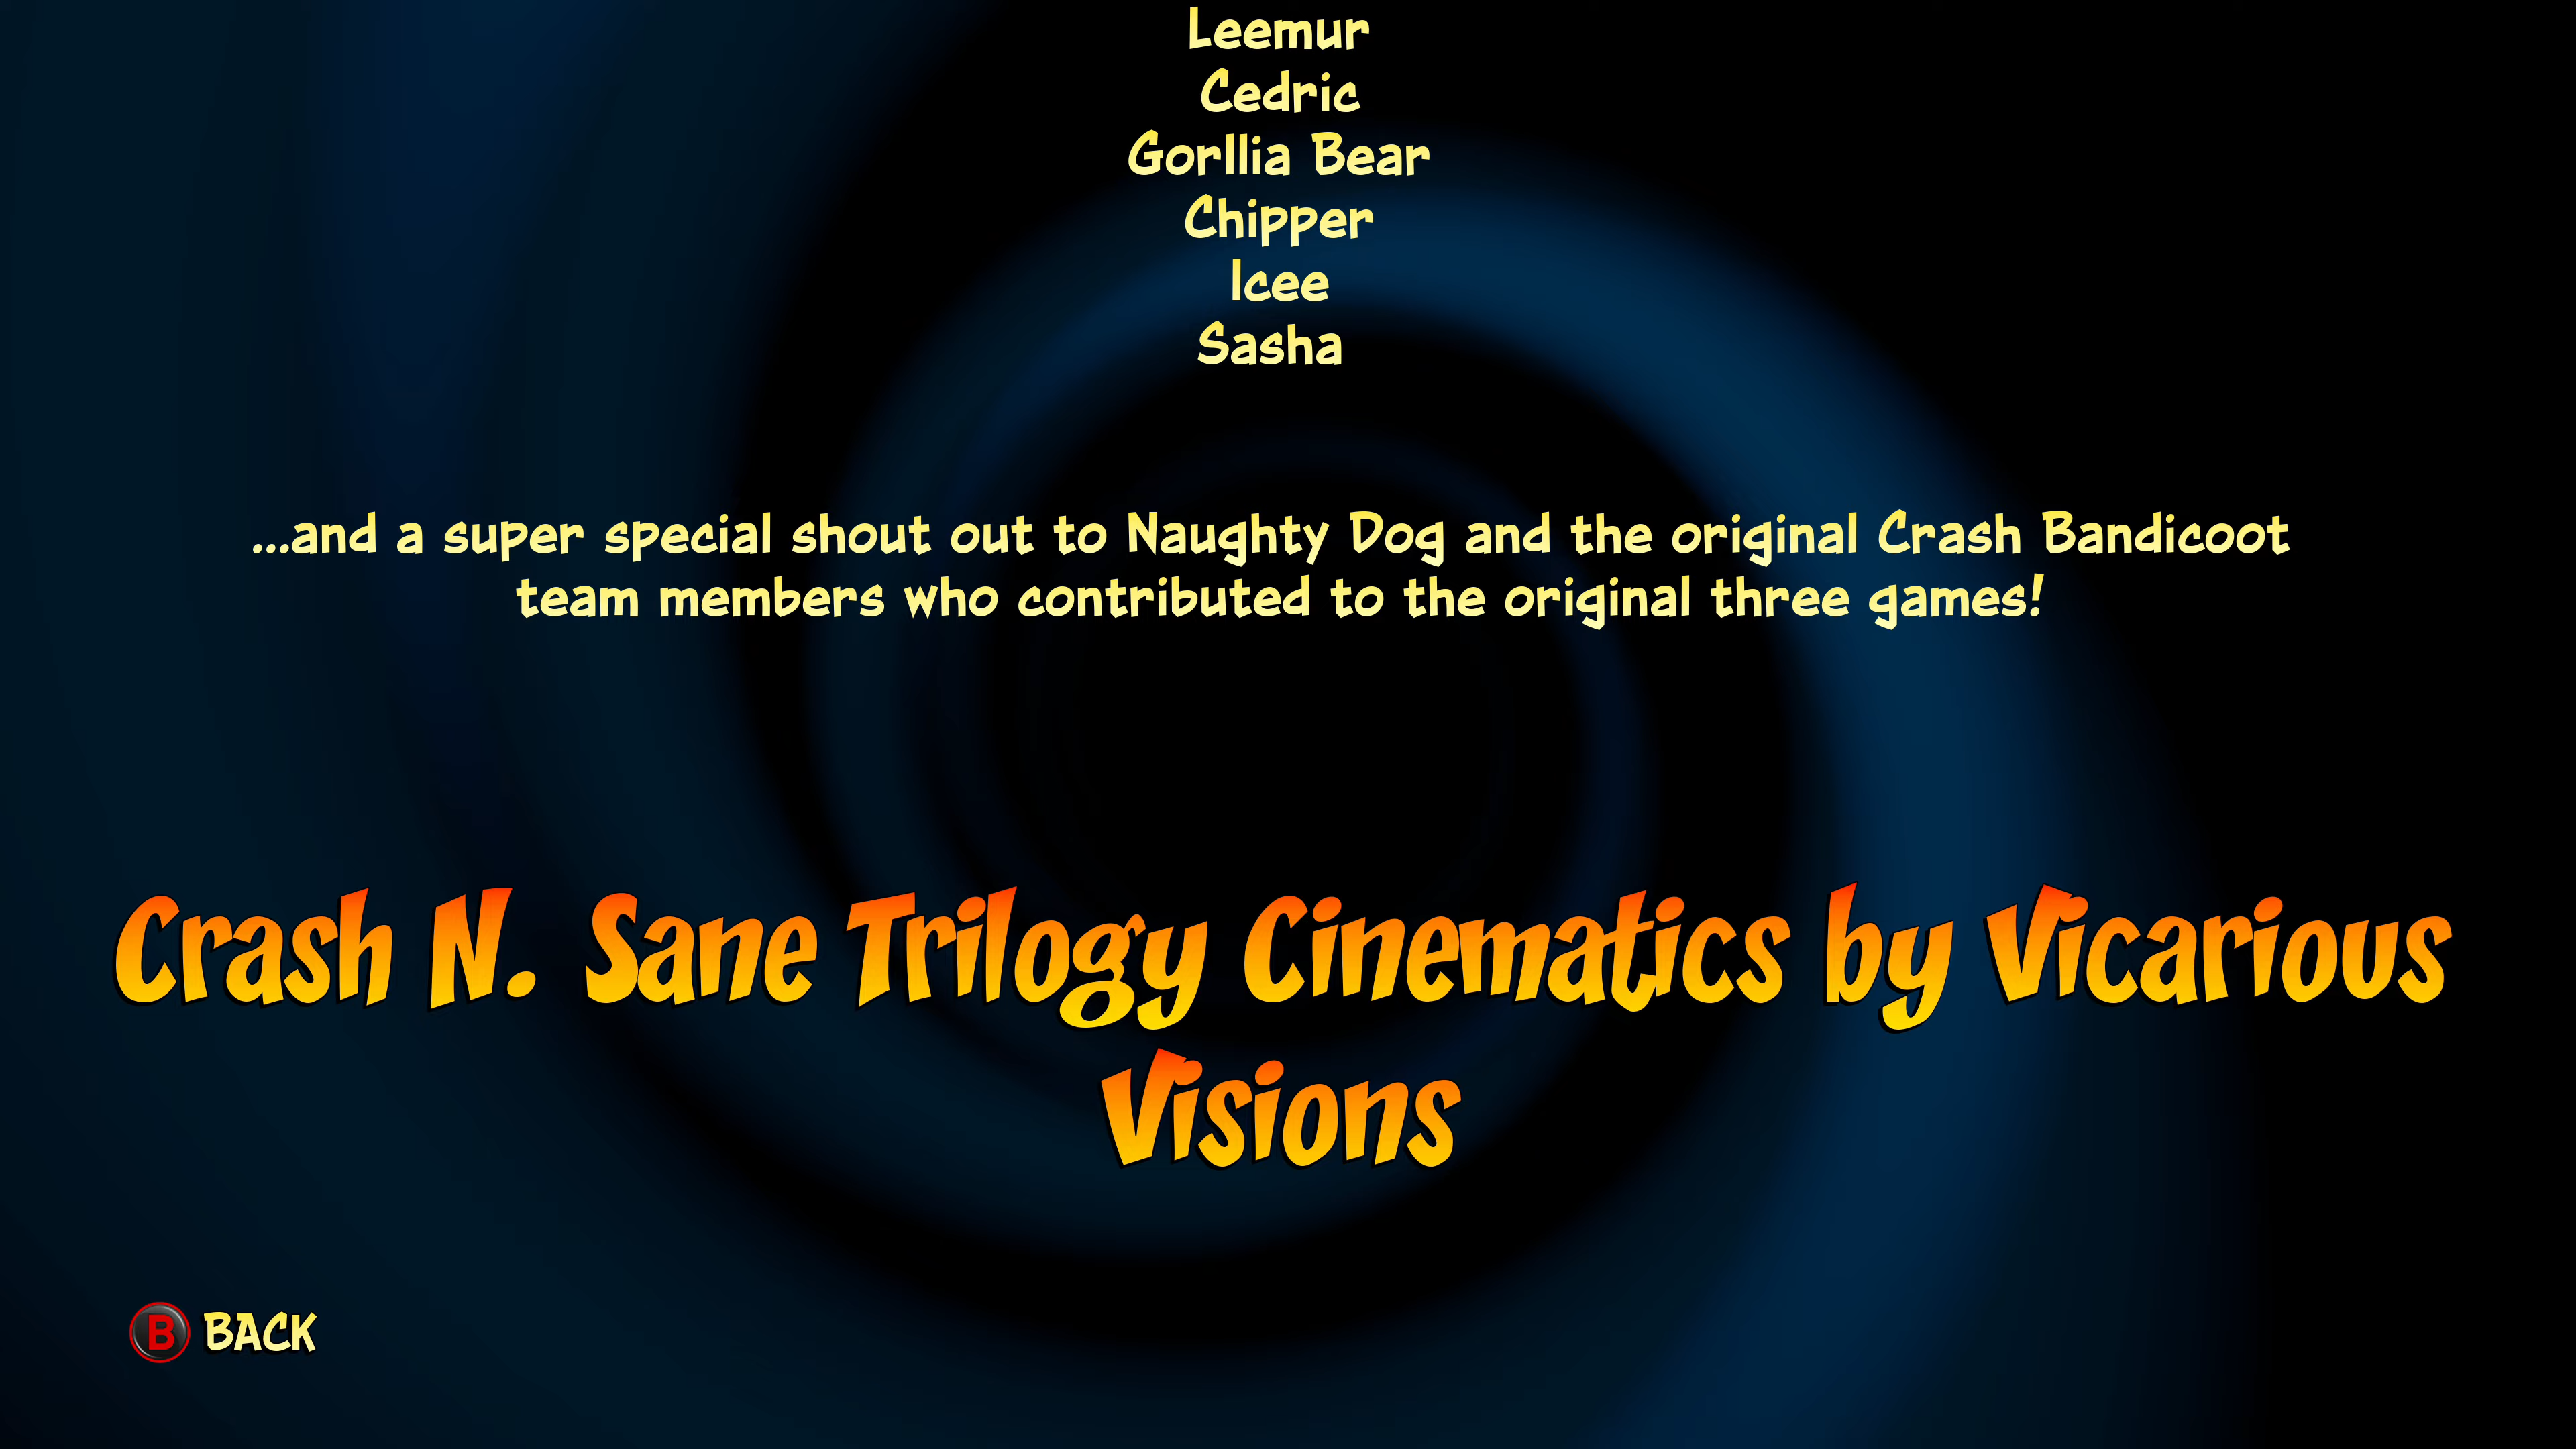 Leemur
Cedric
Gorllia Bear
Chipper
Icee
Sasha
...and a super special shout out to Naughty Dog and the original Crash Bandicoot
team members who contributed to the original three games!
Crash N. Sane Trilogy Cinematics by Vicarious
Visions
B BACK